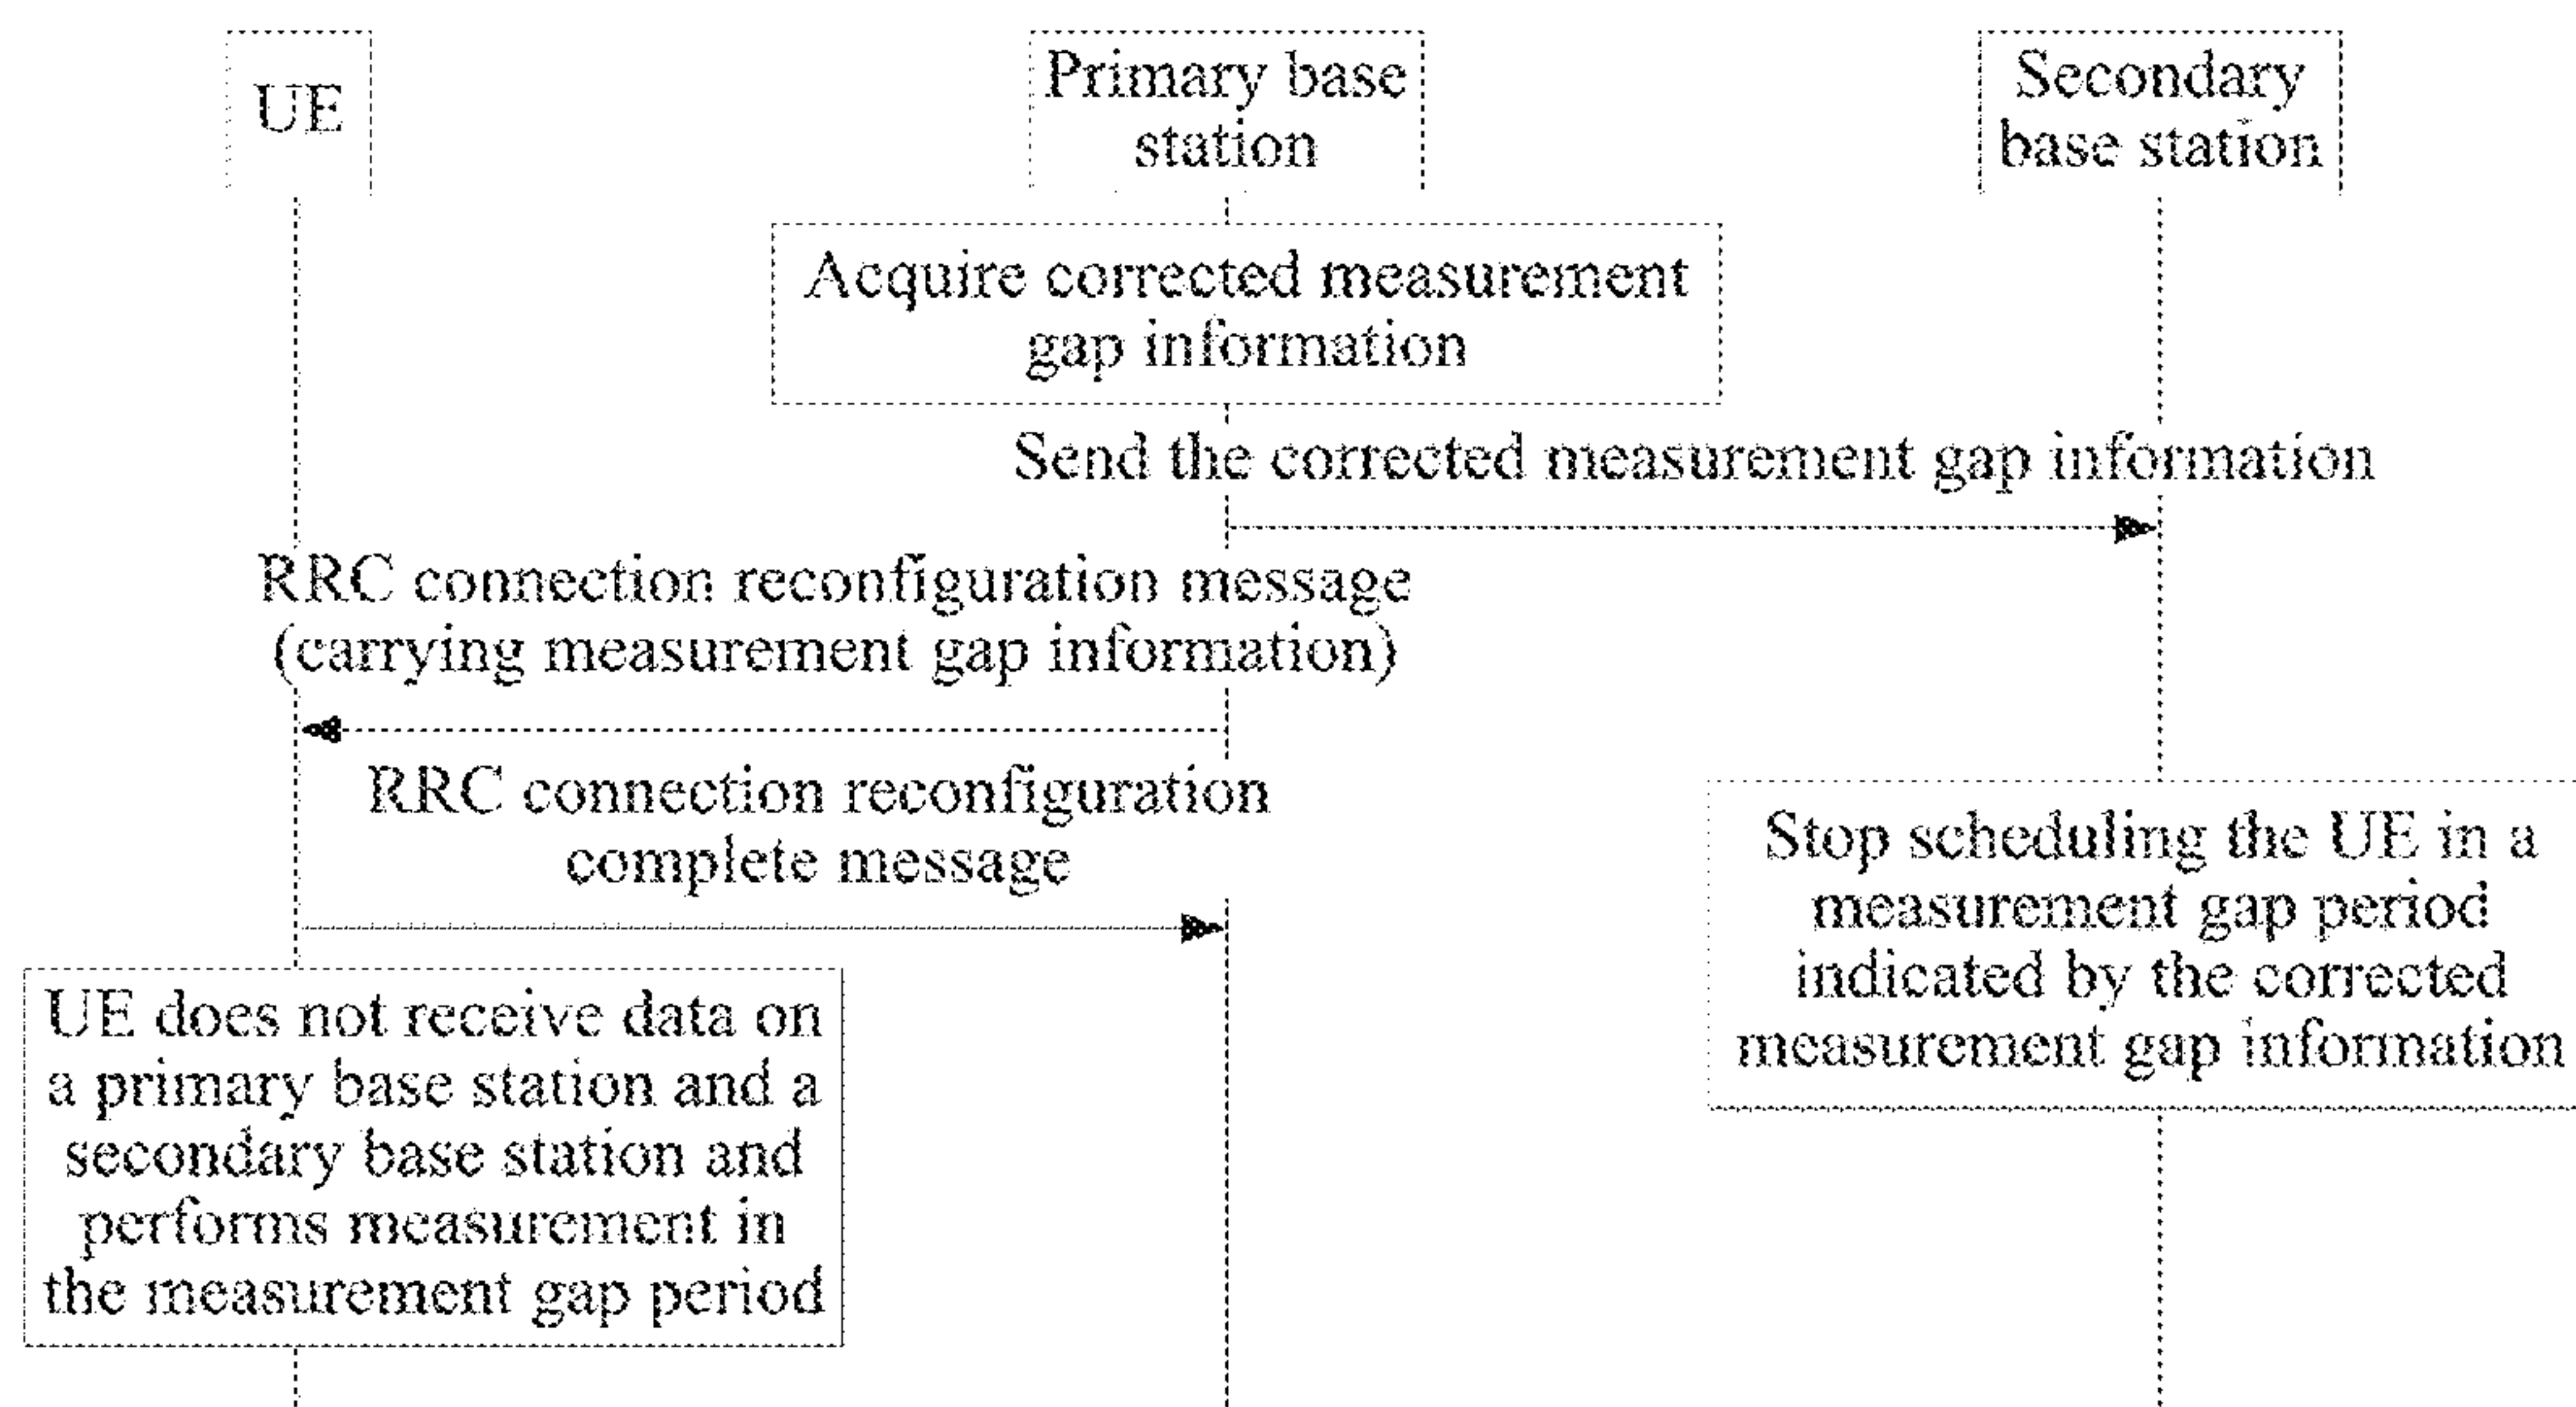 UE
Primary base
station
Secondary
base station
Acquire corrected measurement
gap information
Send the corrected measurement gap information
RRC connection reconfiguration message
(carrying measurement gap information)
RRC connection reconfiguration
complete message
Stop scheduling the UE in a
measurement gap period
indicated by the corrected
measurement gap information
UE does not receive data on
a primary base station and a
secondary base station and
performs measurement in
the measurement gap period